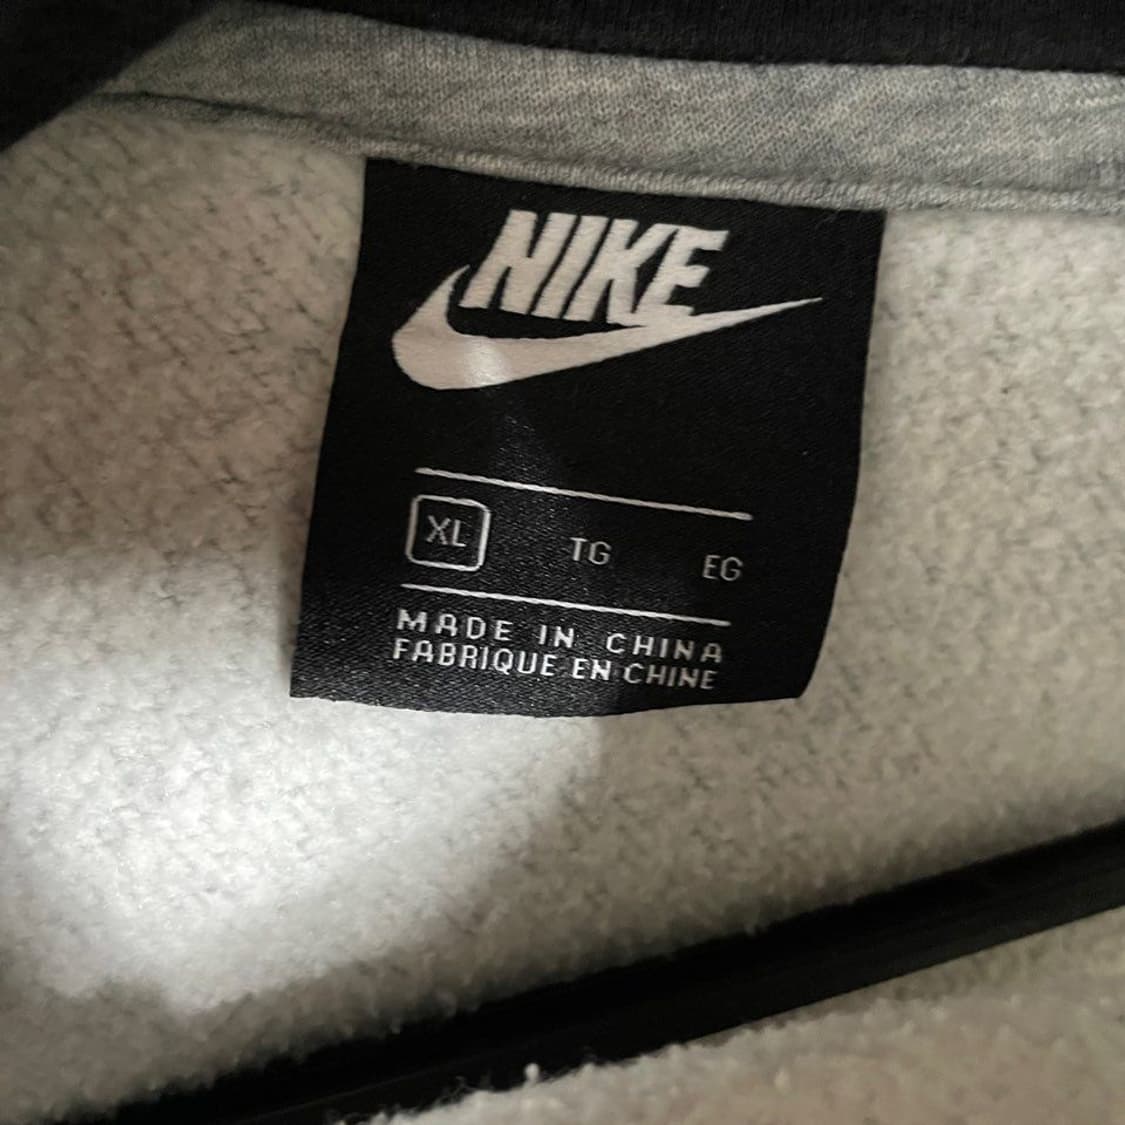 NIKE
XL TG EG
MADE IN CHINA
FABRIQUE EN CHINE